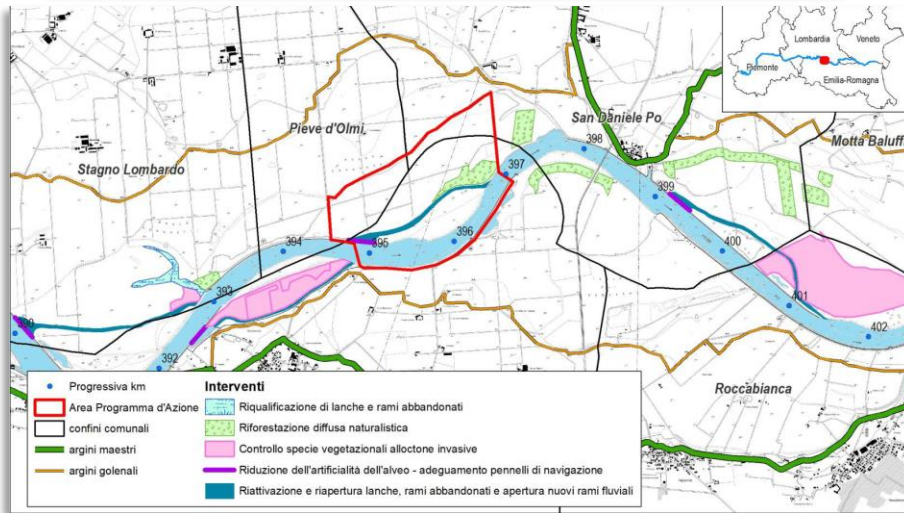 Lombardia
Veneto
Piemonte
Emilia-Romagna
San Daniele Po
Motta Baluffi
Pieve d'Olmi
Stagno Lombardo
398
397
399
396
395
394
400
393
401
390
402
392
Roccabianca
Progressiva km
Area Programma d'Azione
confini comunali
argini maestri
argini golenali
Interventi
Riqualificazione di lanche e rami abbandonati
Riforestazione diffusa naturalistica
Controllo specie vegetazionali alloctone invasive
Riduzione dell'artificialità dell'alveo - adeguamento pennelli di navigazione
Riattivazione e riapertura lanche, rami abbandonati e apertura nuovi rami fluviali